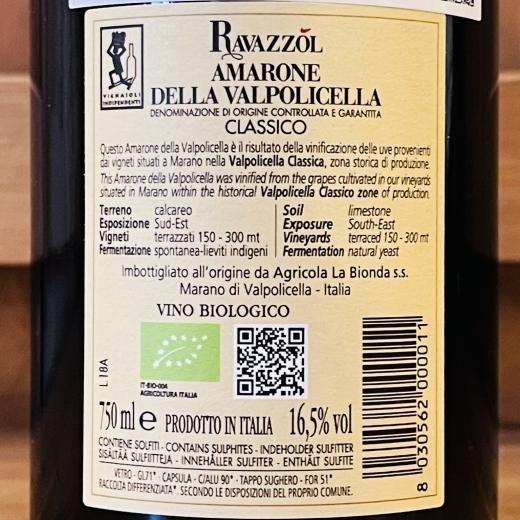 VIGNAIOLI
INDIPENDENTI
RAVAZZÒL
AMARONE
DELLA VALPOLICELLA
DENOMINAZIONE DI ORIGINE CONTROLLATA E GARANTITA
CLASSICO
Questo Amarone della Valpolicella è il risultato della vinificazione delle uve provenienti
dai vigneti situati a Marano nella Valpolicella Classica, zona storica di produzione.
This Amarone della Valpolicella was vinified from the grapes cultivated in our vineyards
situated in Marano within the historical Valpolicella Classico zone of production.
Terreno calcareo
Esposizione Sud-Est
Vigneti terrazzati 150 - 300 mt
Fermentazione spontanea-lieviti indigeni
Soil limestone
Exposure South-East
Vineyards terraced 150 - 300 mt
Fermentation natural yeast
Imbottigliato all'origine da Agricola La Bionda s.s.
Marano di Valpolicella - Italia
VINO BIOLOGICO
L 18A
IT-BIO-004
AGRICOLTURA ITALIA
750 ml e PRODOTTO IN ITALIA 16,5% vol
CONTIENE SOLFITI - CONTAINS SULPHITES - INDEHOLDER SULFITTER
SISÄLTÄÄ SULFIITTEJA - INNEHÅLLER SULFITER - ENTHÄLT SULFITE
VETRO - GL71* - CAPSULA - C/ALU 90* - TAPPO SUGHERO - FOR 51*
RACCOLTA DIFFERENZIATA*. SECONDO LE DISPOSIZIONI DEL PROPRIO COMUNE.
8 030562 000011